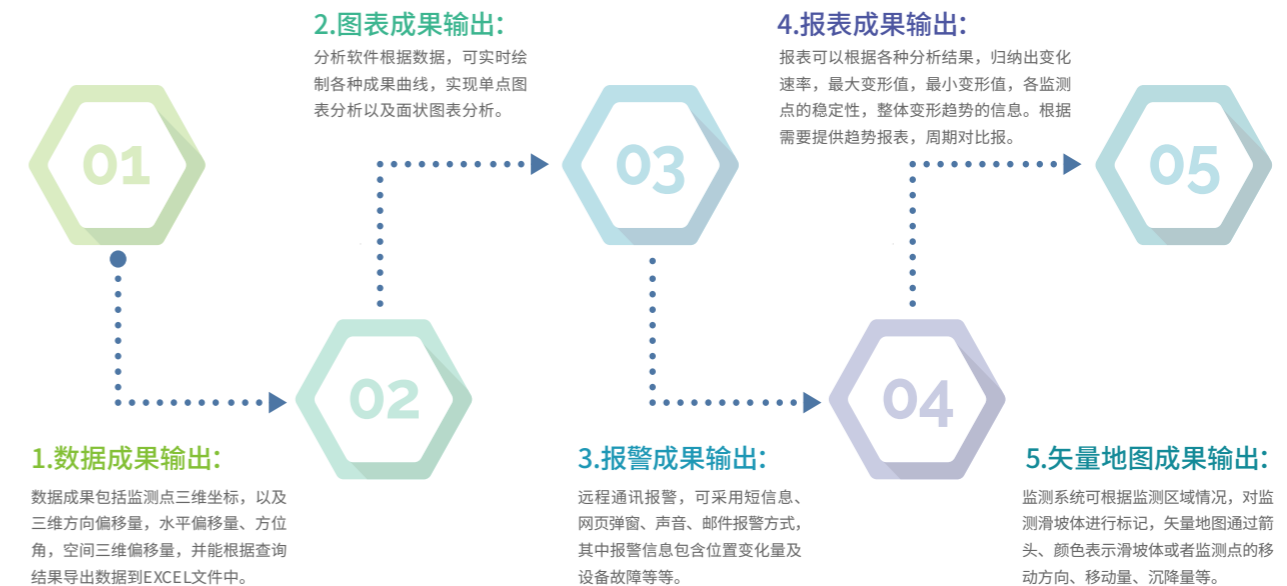 01
1.数据成果输出:
数据成果包括监测点三维坐标，以及
三维方向偏移量，水平偏移量、方位
角，空间三维偏移量，并能根据查询
结果导出数据到EXCEL文件中。
2.图表成果输出:
分析软件根据数据，可实时绘
制各种成果曲线，实现单点图
表分析以及面状图表分析。
02
03
3.报警成果输出:
远程通讯报警，可采用短信息、
网页弹窗、声音、邮件报警方式，
其中报警信息包含位置变化量及
设备故障等等。
4.报表成果输出:
报表可以根据各种分析结果，归纳出变化
速率，最大变形值，最小变形值，各监测
点的稳定性，整体变形趋势的信息。根据
需要提供趋势报表，周期对比报。
04
05
5.矢量地图成果输出:
监测系统可根据监测区域情况，对监
测滑坡体进行标记，矢量地图通过箭
头、颜色表示滑坡体或者监测点的移
动方向、移动量、沉降量等。